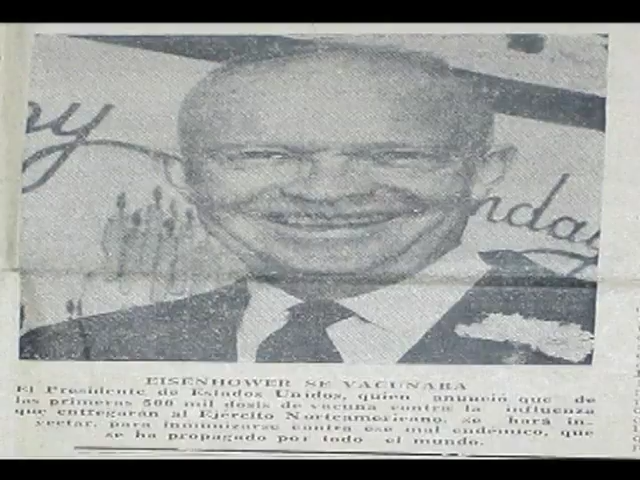 ay
nday
EISENHOWER SE VACUNARA
El Presidente de Estados Unidos, quien anunció que de
las primeras 500 mil dosis de vacuna contra la influenza
que entregarán al Ejército Norteamericano, se hará in-
yectar, para inmunizarse contra ese mal endémico, que
se ha propagado por todo el mundo.